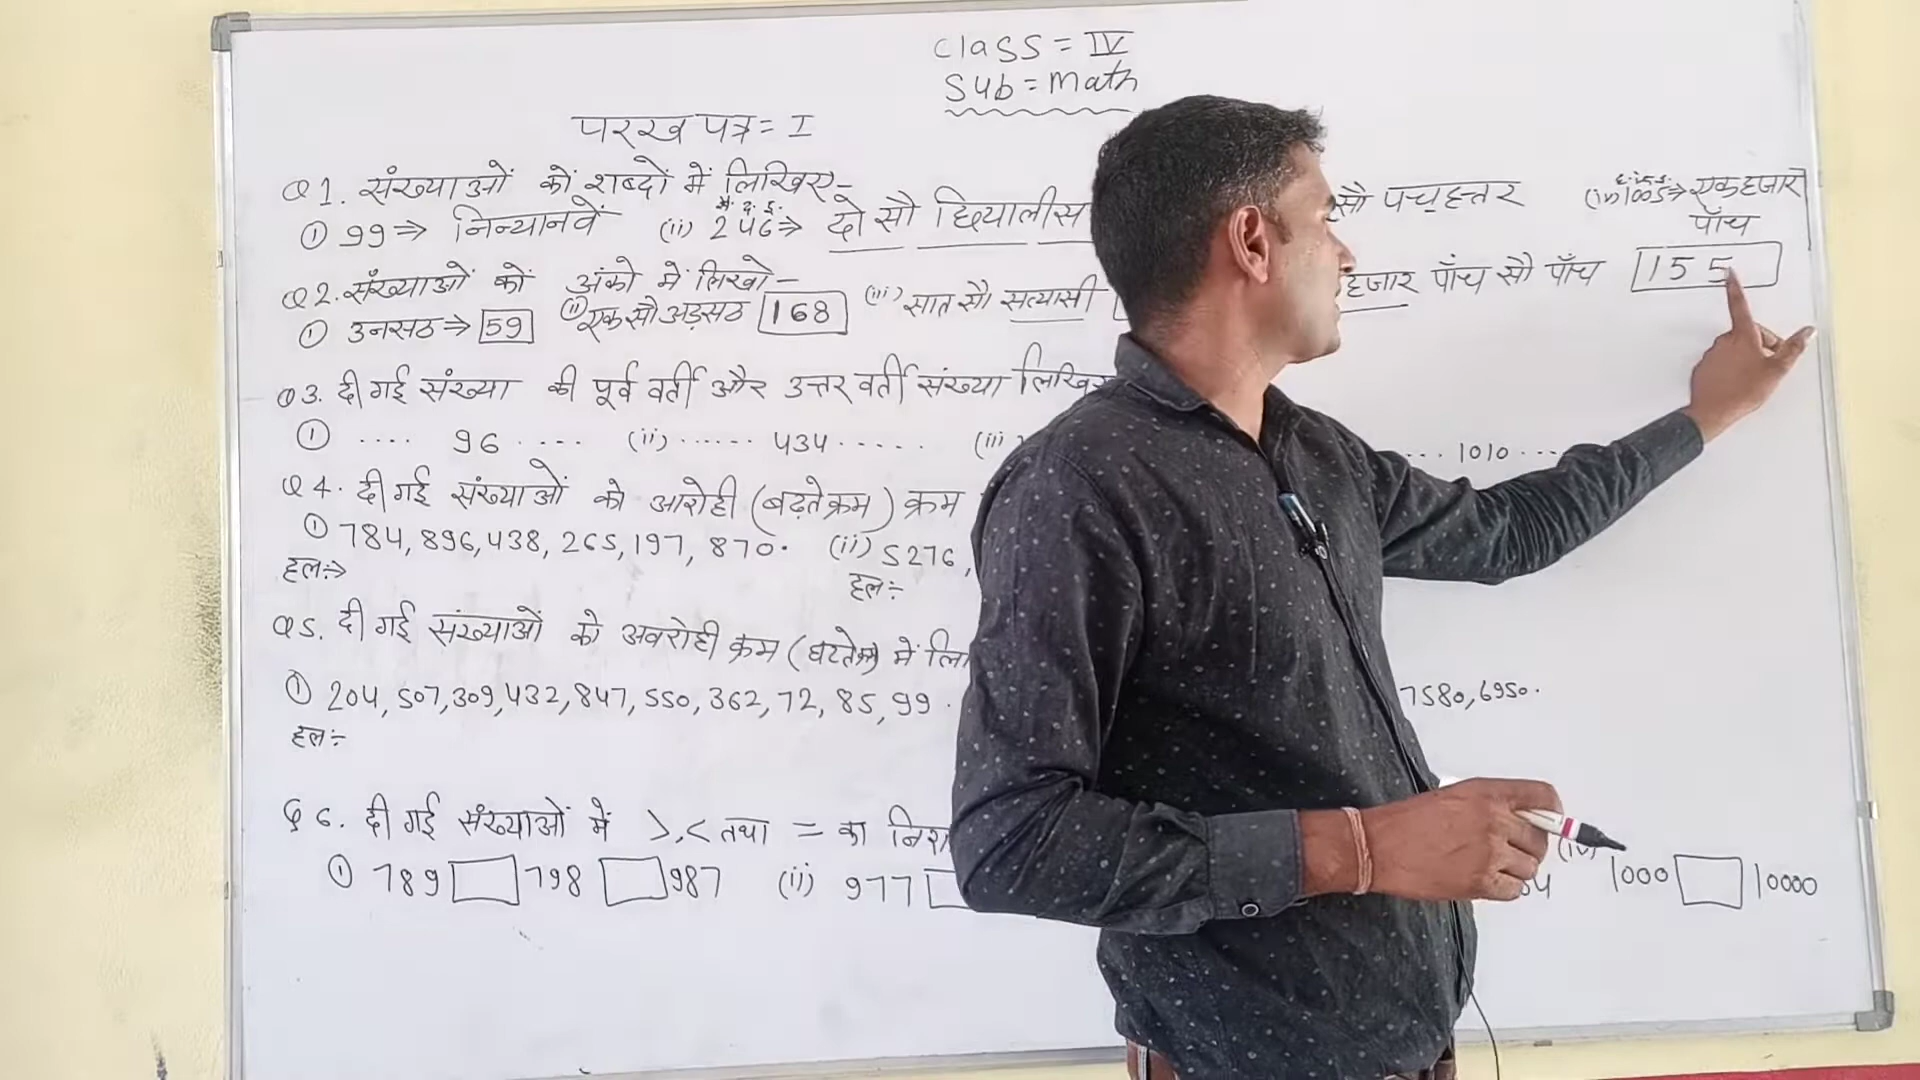 Class = IV
Sub = Math
परख पत्र = I
Q1. संख्याओं को शब्दों में लिखिए-
① 99 ⇒ निन्यानवें (ii) 246 ⇒ दो सौ छियालीस सौ पचहत्तर (iv) 1005 ⇒ एक हजार
सै. द. इ. ह. सै. द. इ.
पाँच
Q2. संख्याओं को अंको में लिखो-
① उनसठ ⇒ 59 (ii) एक सौ अड़सठ 168 (iii) सात सौ सत्यासी हजार पाँच सौ पाँच 155
Q3. दी गई संख्या की पूर्व वर्ती और उत्तर वर्ती संख्या लिखिए
① .... 96 .... (ii) ...... 434 ..... (iii) ... 1010 ...
Q4. दी गई संख्याओं को आरोही (बढ़तेक्रम) क्रम
① 784, 896, 438, 265, 197, 870. (ii) 5276,
हल:⇒ हल:-
Q5. दी गई संख्याओं को अवरोही क्रम (घटतेक्रम) में लि
① 204, 507, 309, 432, 847, 550, 362, 72, 85, 99. 7580, 6950.
हल:-
Q6. दी गई संख्याओं में >, < तथा = का निशा
① 789 798 987 (ii) 977 (iv) 1000 10000